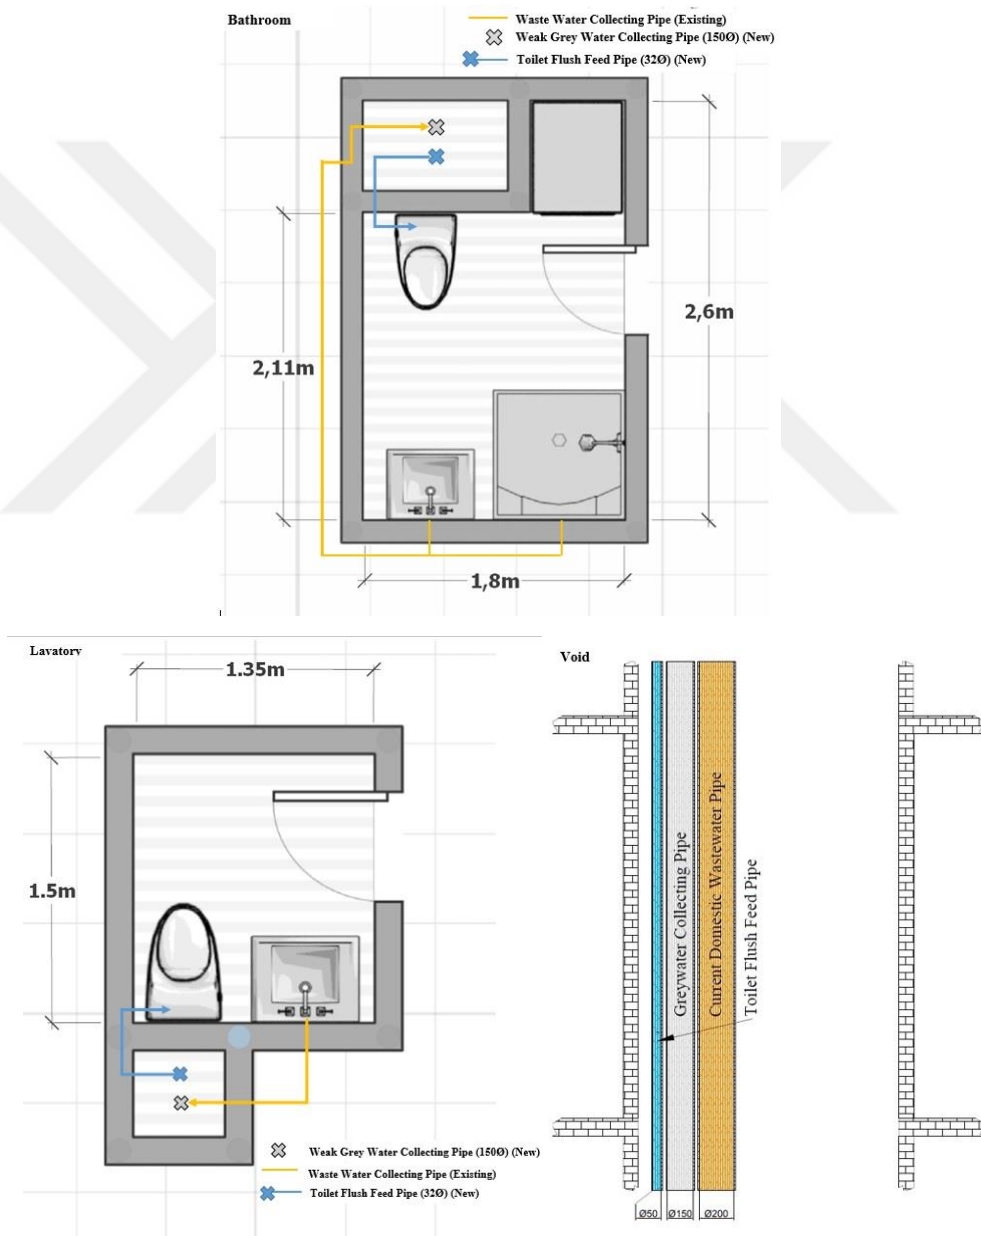 Bathroom
Waste Water Collecting Pipe (Existing)
Weak Grey Water Collecting Pipe (150Ø) (New)
Toilet Flush Feed Pipe (32Ø) (New)
2,6m
2,11m
1,8m
Lavatory
1.35m
1.5m
Weak Grey Water Collecting Pipe (150Ø) (New)
Waste Water Collecting Pipe (Existing)
Toilet Flush Feed Pipe (32Ø) (New)
Void
Greywater Collecting Pipe
Current Domestic Wastewater Pipe
Toilet Flush Feed Pipe
Ø50
Ø150
Ø200